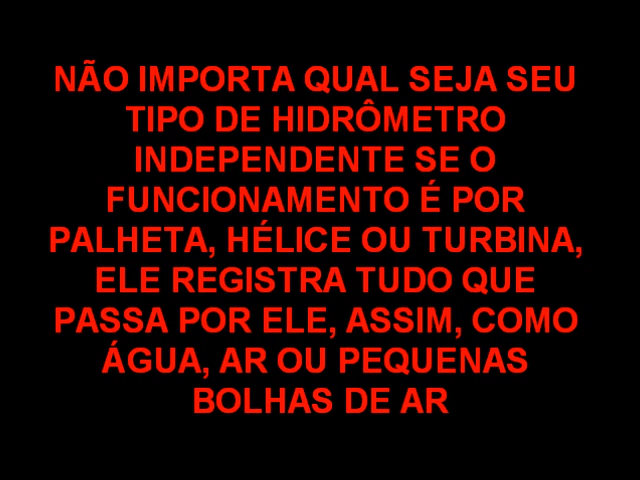 NÃO IMPORTA QUAL SEJA SEU
TIPO DE HIDRÔMETRO
INDEPENDENTE SE O
FUNCIONAMENTO É POR
PALHETA, HÉLICE OU TURBINA,
ELE REGISTRA TUDO QUE
PASSA POR ELE, ASSIM, COMO
ÁGUA, AR OU PEQUENAS
BOLHAS DE AR